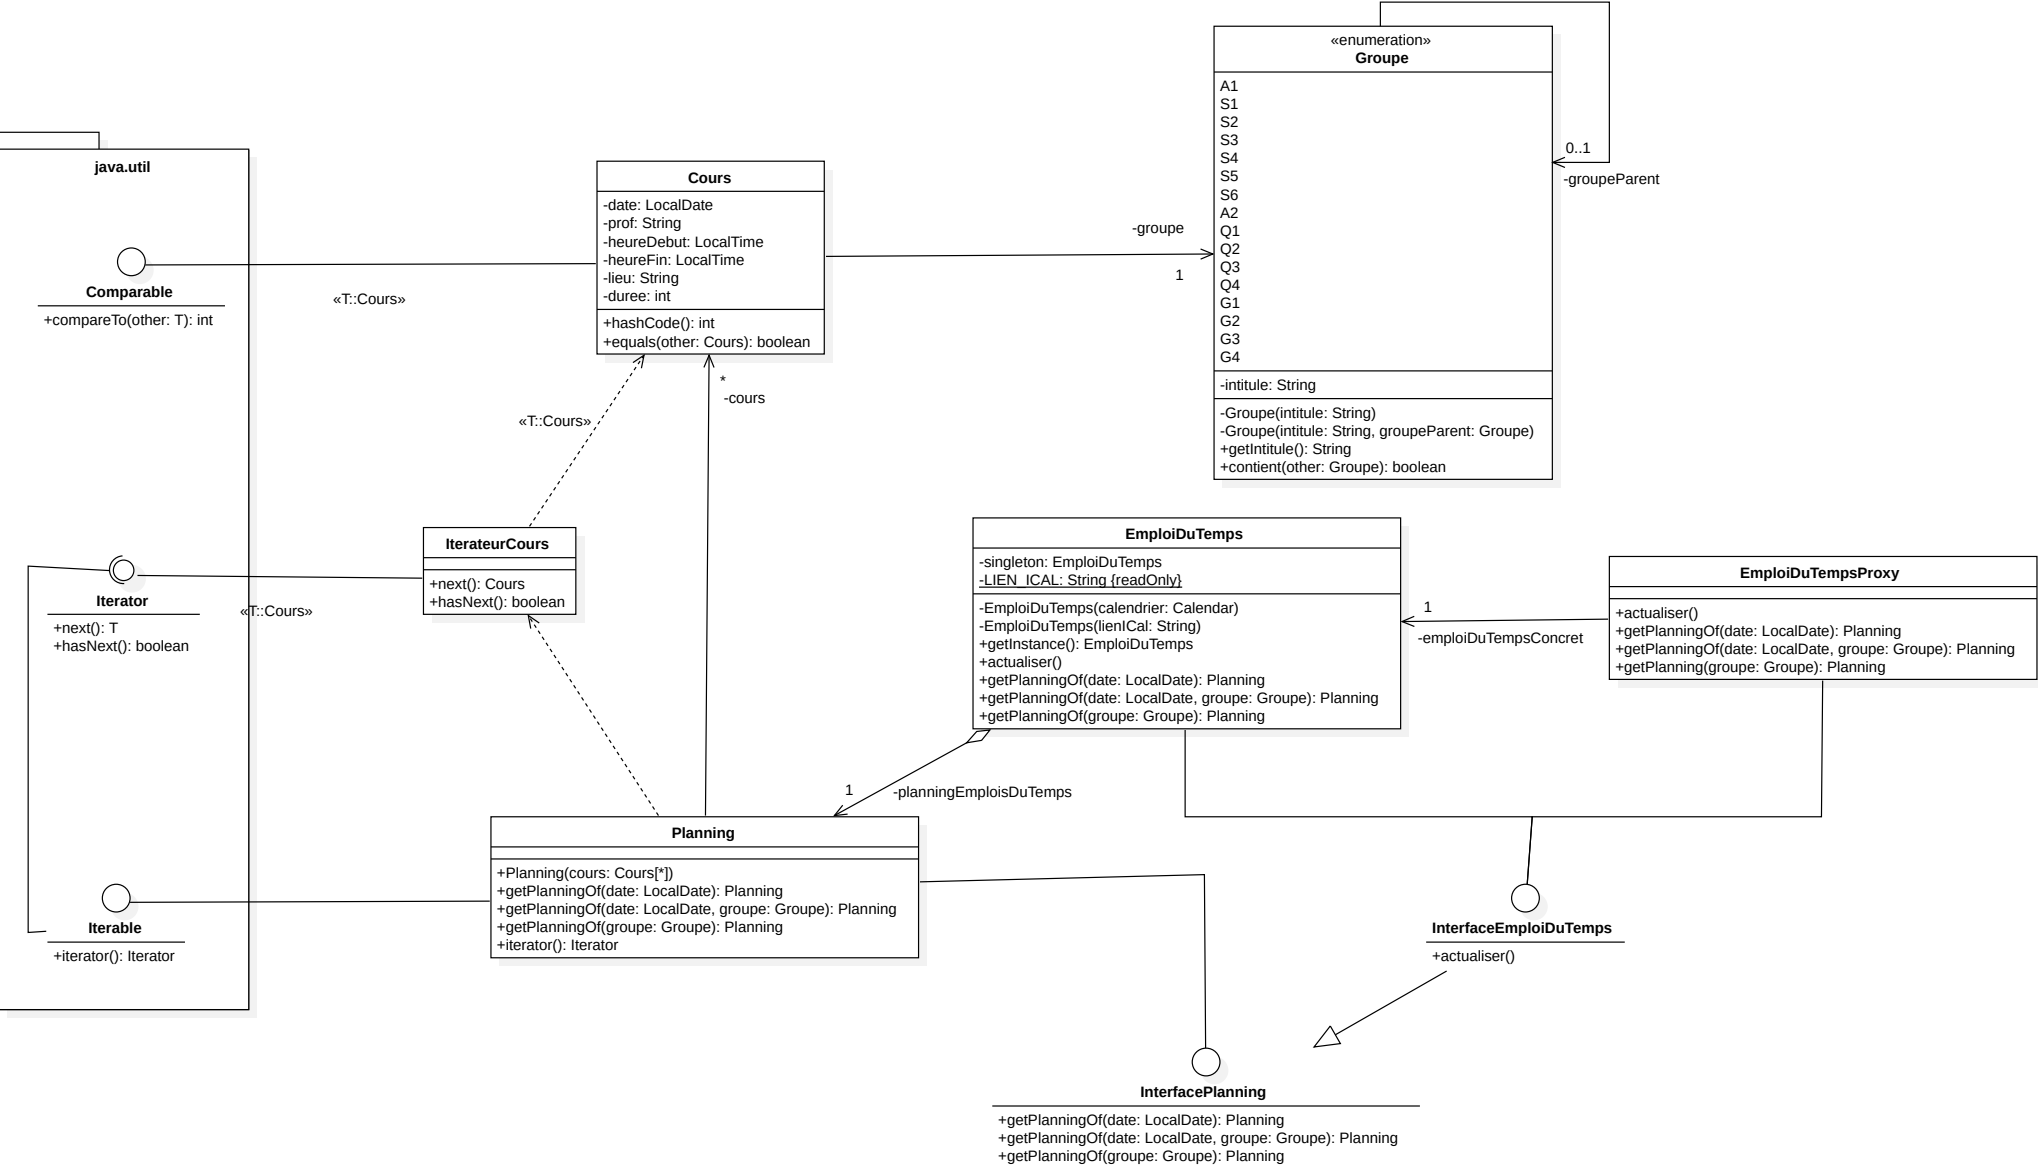 «enumeration»
Groupe
A1
S1
S2
S3
S4
S5
S6
A2
Q1
Q2
Q3
Q4
G1
G2
G3
G4
-intitule: String
-Groupe(intitule: String)
-Groupe(intitule: String, groupeParent: Groupe)
+getIntitule(): String
+contient(other: Groupe): boolean
0..1
-groupeParent
java.util
Comparable
+compareTo(other: T): int
«T::Cours»
Cours
-date: LocalDate
-prof: String
-heureDebut: LocalTime
-heureFin: LocalTime
-lieu: String
-duree: int
+hashCode(): int
+equals(other: Cours): boolean
-groupe
1
*
-cours
«T::Cours»
IterateurCours
+next(): Cours
+hasNext(): boolean
Iterator
+next(): T
+hasNext(): boolean
«T::Cours»
EmploiDuTemps
-singleton: EmploiDuTemps
-LIEN_ICAL: String {readOnly}
-EmploiDuTemps(calendrier: Calendar)
-EmploiDuTemps(lienICal: String)
+getInstance(): EmploiDuTemps
+actualiser()
+getPlanningOf(date: LocalDate): Planning
+getPlanningOf(date: LocalDate, groupe: Groupe): Planning
+getPlanningOf(groupe: Groupe): Planning
1
-emploiDuTempsConcret
EmploiDuTempsProxy
+actualiser()
+getPlanningOf(date: LocalDate): Planning
+getPlanningOf(date: LocalDate, groupe: Groupe): Planning
+getPlanning(groupe: Groupe): Planning
1
-planningEmploisDuTemps
Planning
+Planning(cours: Cours[*])
+getPlanningOf(date: LocalDate): Planning
+getPlanningOf(date: LocalDate, groupe: Groupe): Planning
+getPlanningOf(groupe: Groupe): Planning
+iterator(): Iterator
Iterable
+iterator(): Iterator
InterfaceEmploiDuTemps
+actualiser()
InterfacePlanning
+getPlanningOf(date: LocalDate): Planning
+getPlanningOf(date: LocalDate, groupe: Groupe): Planning
+getPlanningOf(groupe: Groupe): Planning